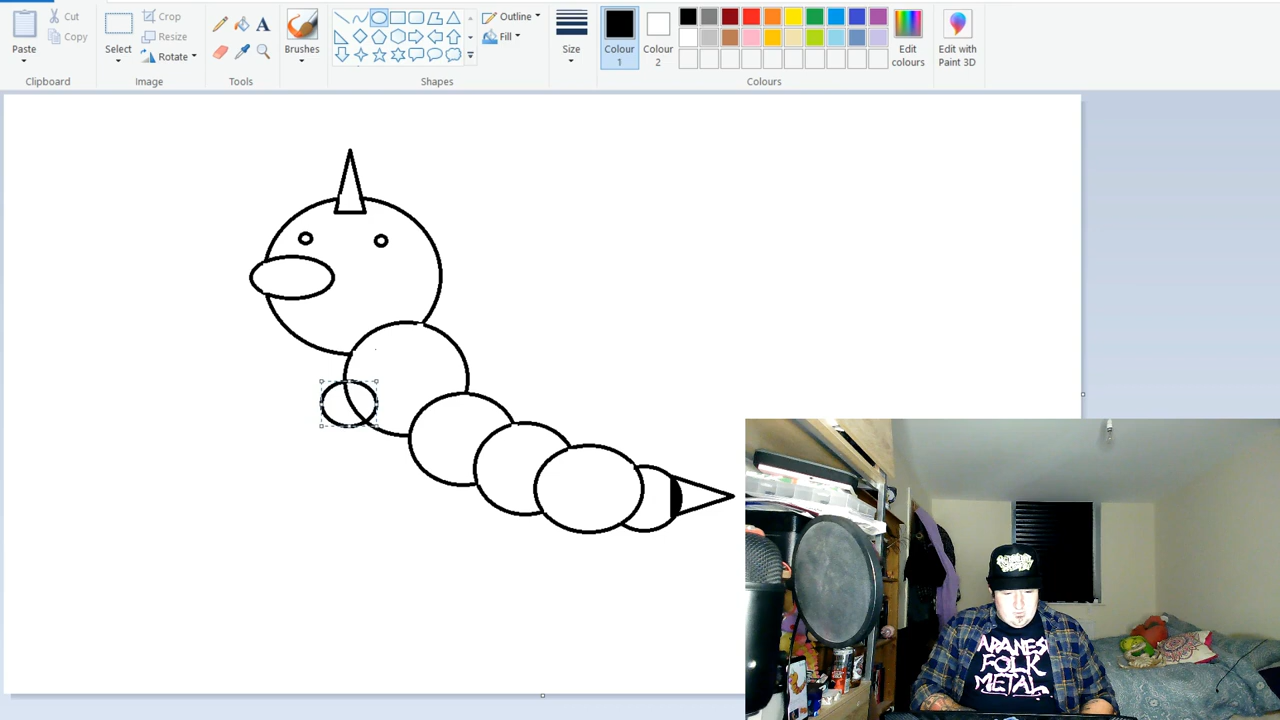 Paste
Cut
Copy
Clipboard
Select
Crop
Resize
Rotate
Image
A
Tools
Brushes
Shapes
Outline
Fill
Size
Colour
1
Colour
2
Edit
colours
Edit with
Paint 3D
Colours
FOLK
METAL